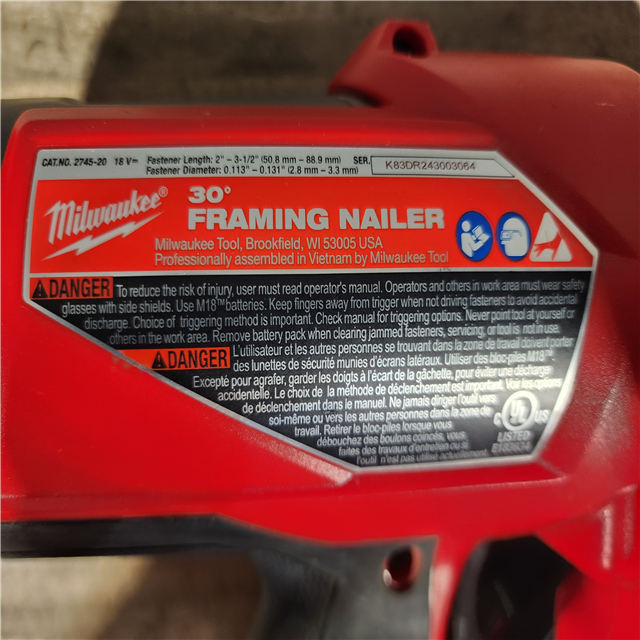 CAT.NO. 2745-20 18 V⎓ Fastener Length: 2" – 3-1/2" (50.8 mm – 88.9 mm) SER. K83DR243003064
Fastener Diameter: 0.113" – 0.131" (2.8 mm – 3.3 mm)
Milwaukee®
30°
FRAMING NAILER
Milwaukee Tool, Brookfield, WI 53005 USA
Professionally assembled in Vietnam by Milwaukee Tool
DANGER To reduce the risk of injury, user must read operator's manual. Operators and others in work area must wear safety
glasses with side shields. Use M18™ batteries. Keep fingers away from trigger when not driving fasteners to avoid accidental
discharge. Choice of triggering method is important. Check manual for triggering options. Never point tool at yourself or
others in the work area. Remove battery pack when clearing jammed fasteners, servicing, or tool is not in use.
DANGER L'utilisateur et les autres personnes se trouvant dans la zone de travail doivent porter
des lunettes de sécurité munies d'écrans latéraux. Utiliser des bloc-piles M18™.
Excepté pour agrafer, garder les doigts à l'écart de la gâchette, pour éviter une décharge
accidentelle. Le choix de la méthode de déclenchement est important. Voir les options
de déclenchement dans le manuel. Ne jamais diriger l'outil vers
soi-même ou vers les autres personnes dans la zone de
travail. Retirer le bloc-piles lorsque vous
débouchez des boulons coincés, vous
faites des travaux d'entretien ou si
l'outil n'est pas utilisé actuellement.
c UL US
LISTED